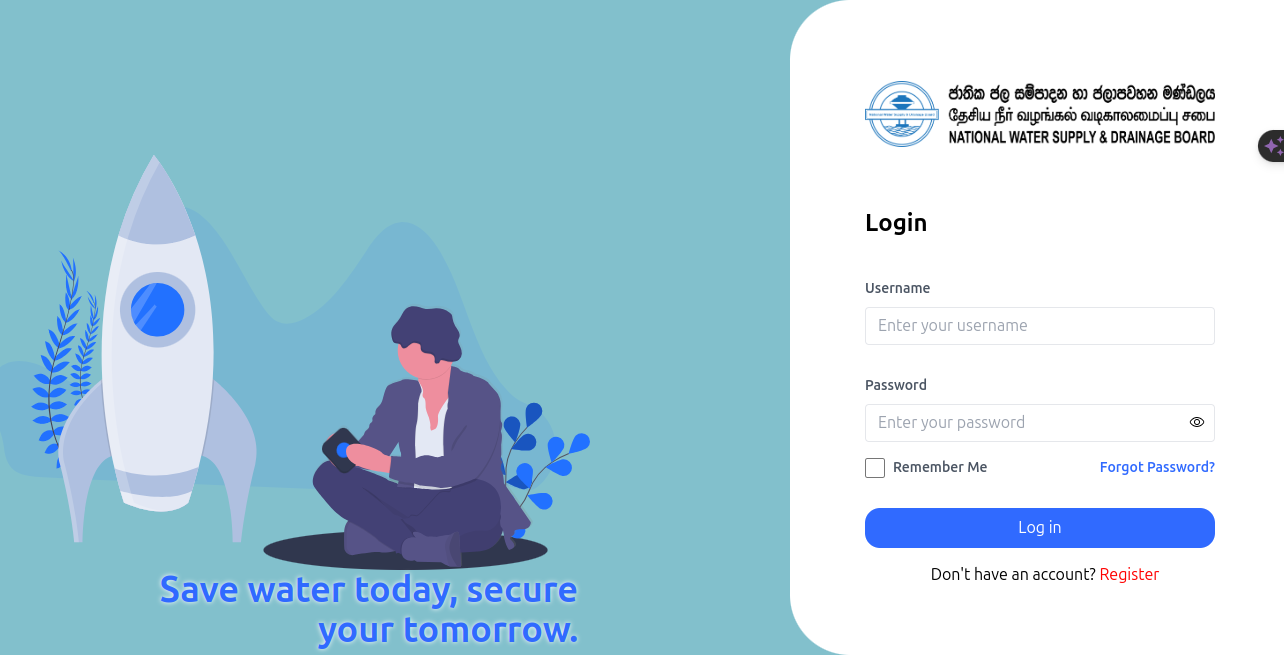 ජාතික ජල සම්පාදන හා ජලාපවහන මණ්ඩලය
தேசிய நீர் வழங்கல் வடிகாலமைப்பு சபை
NATIONAL WATER SUPPLY & DRAINAGE BOARD
Login
Username
Enter your username
Password
Enter your password
Remember Me
Forgot Password?
Log in
Don't have an account? Register
Save water today, secure
your tomorrow.